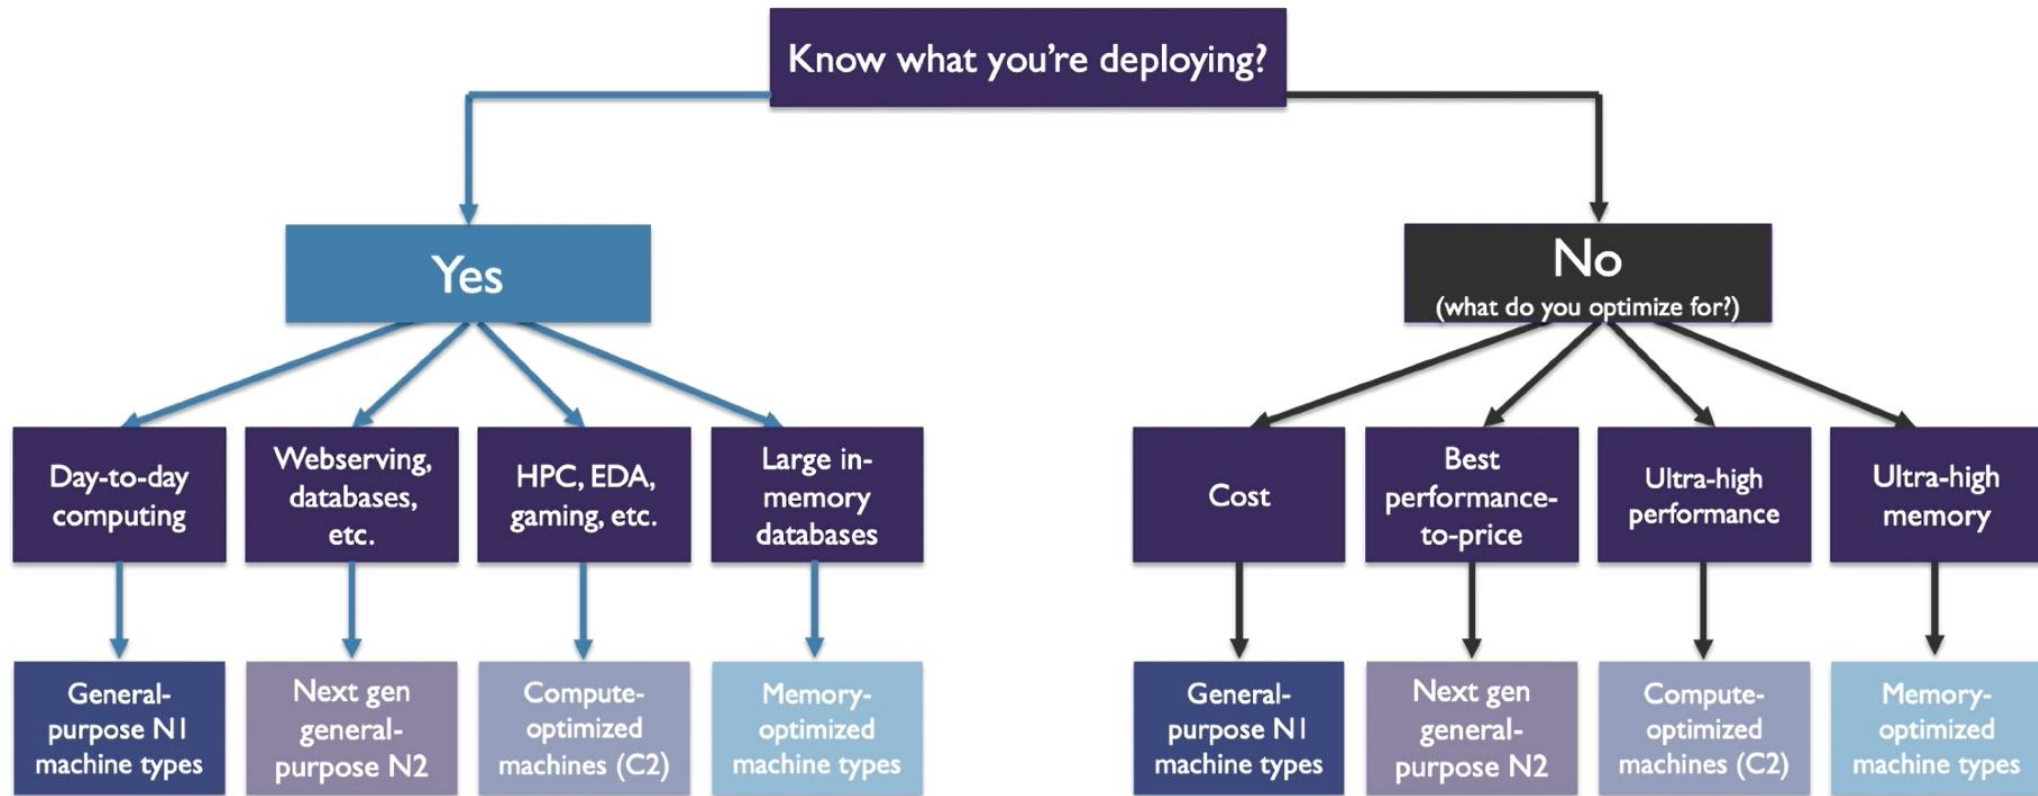 Know what you're deploying?
Yes
No
(what do you optimize for?)
Day-to-day
computing
Webserving,
databases,
etc.
HPC, EDA,
gaming, etc.
Large in-
memory
databases
Cost
Best
performance-
to-price
Ultra-high
performance
Ultra-high
memory
General-
purpose N1
machine types
Next gen
general-
purpose N2
Compute-
optimized
machines (C2)
Memory-
optimized
machine types
General-
purpose N1
machine types
Next gen
general-
purpose N2
Compute-
optimized
machines (C2)
Memory-
optimized
machine types